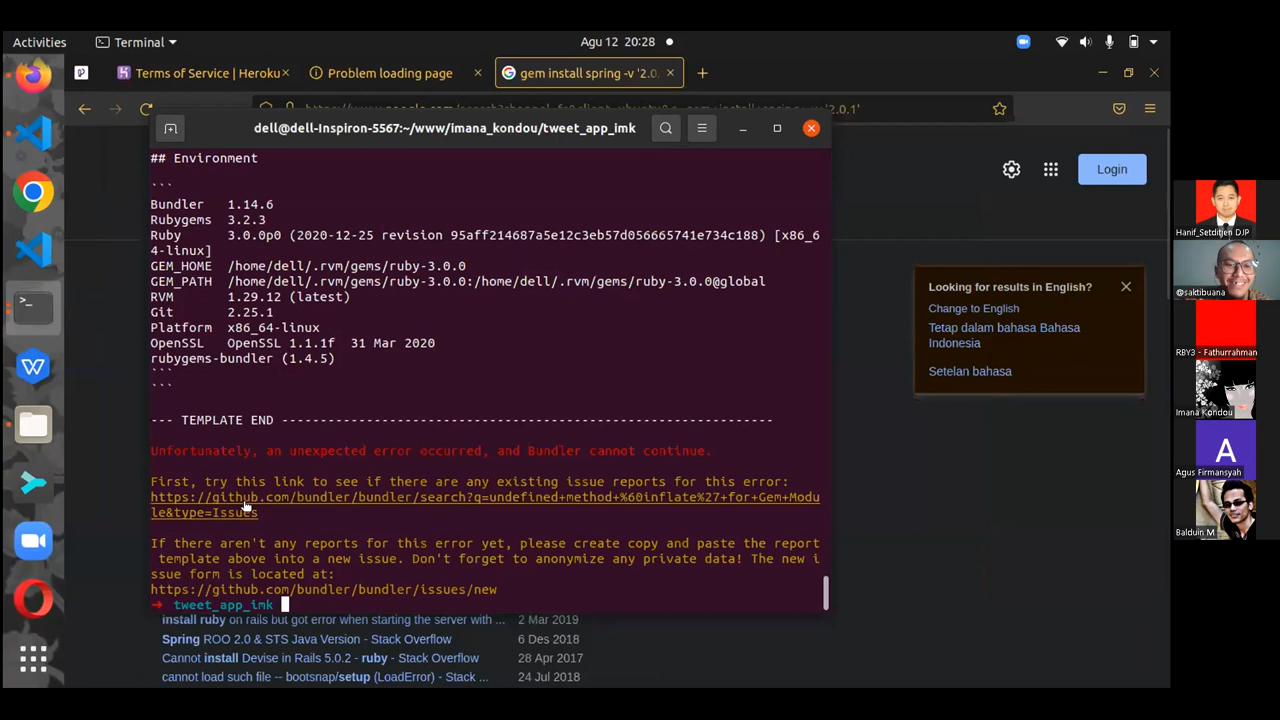 Activities
Terminal
Agu 12 20:28
Terms of Service | Heroku
Problem loading page
gem install spring -v '2.0.
dell@dell-Inspiron-5567:~/www/imana_kondou/tweet_app_imk
## Environment
```
Bundler 1.14.6
Rubygems 3.2.3
Ruby 3.0.0p0 (2020-12-25 revision 95aff214687a5e12c3eb57d056665741e734c188) [x86_6
4-linux]
GEM_HOME /home/dell/.rvm/gems/ruby-3.0.0
GEM_PATH /home/dell/.rvm/gems/ruby-3.0.0:/home/dell/.rvm/gems/ruby-3.0.0@global
RVM 1.29.12 (latest)
Git 2.25.1
Platform x86_64-linux
OpenSSL OpenSSL 1.1.1f 31 Mar 2020
rubygems-bundler (1.4.5)
```
```
--- TEMPLATE END ----------------------------------------------------------------
Unfortunately, an unexpected error occurred, and Bundler cannot continue.
First, try this link to see if there are any existing issue reports for this error:
https://github.com/bundler/bundler/search?q=undefined+method+%60inflate%27+for+Gem+Modu
le&type=Issues
If there aren't any reports for this error yet, please create copy and paste the report
template above into a new issue. Don't forget to anonymize any private data! The new i
ssue form is located at:
https://github.com/bundler/bundler/issues/new
➜ tweet_app_imk
install ruby on rails but got error when starting the server with ... 2 Mar 2019
Spring ROO 2.0 & STS Java Version - Stack Overflow 6 Des 2018
Cannot install Devise in Rails 5.0.2 - ruby - Stack Overflow 28 Apr 2017
cannot load such file -- bootsnap/setup (LoadError) - Stack ... 24 Jul 2018
Login
Looking for results in English?
Change to English
Tetap dalam bahasa Bahasa
Indonesia
Setelan bahasa
Hanif_Setditjen DJP
@saktibuana
RBY3 - Fathurrahman
Imana Kondou
A
Agus Firmansyah
Balduin M